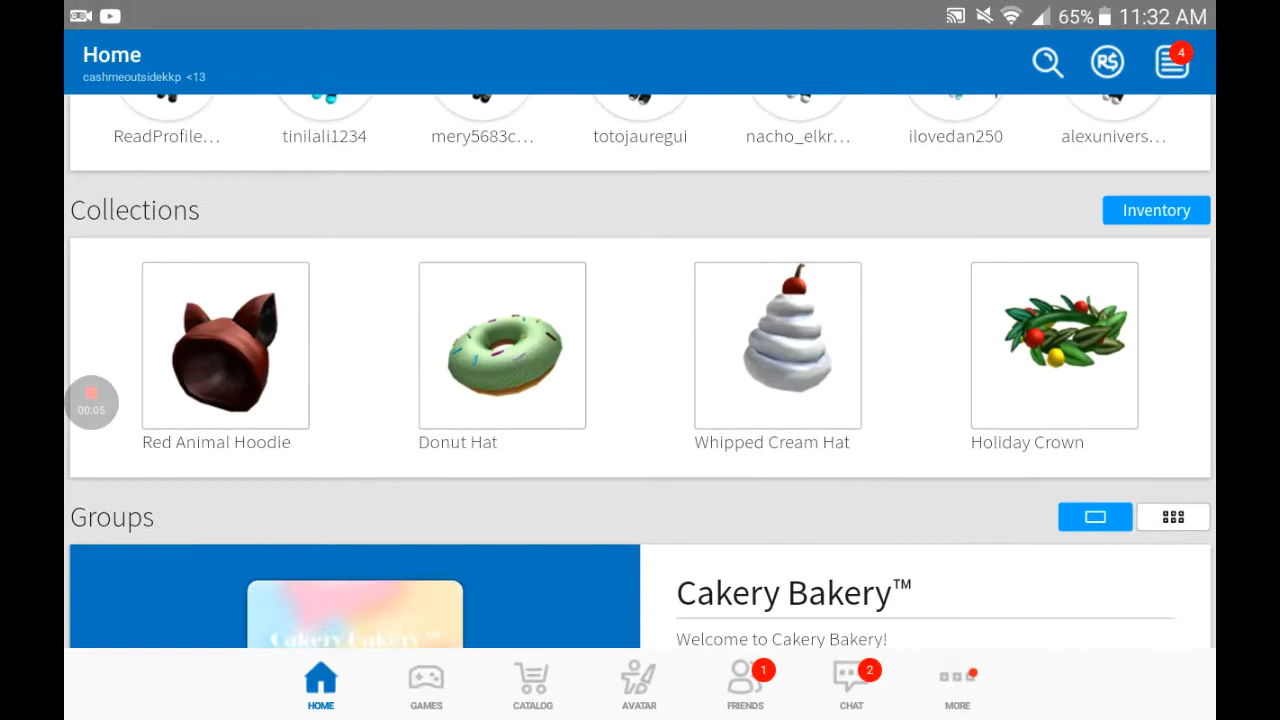 65% 11:32 AM
Home
cashmeoutsidekkp <13
R$
4
ReadProfile... tinilali1234 mery5683c... totojauregui nacho_elkr... ilovedan250 alexunivers...
Collections
Inventory
00:05
Red Animal Hoodie Donut Hat Whipped Cream Hat Holiday Crown
Groups
Cakery Bakery™
Cakery Bakery™
Welcome to Cakery Bakery!
1 2
HOME GAMES CATALOG AVATAR FRIENDS CHAT MORE